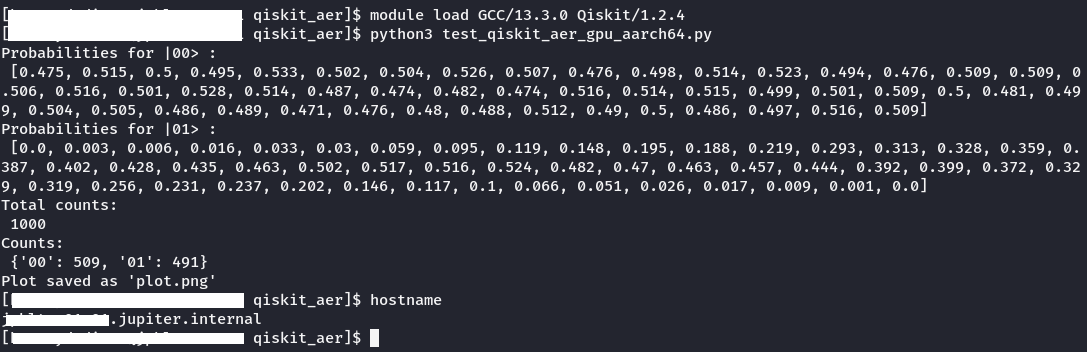 [ qiskit_aer]$ module load GCC/13.3.0 Qiskit/1.2.4
[ qiskit_aer]$ python3 test_qiskit_aer_gpu_aarch64.py
Probabilities for |00> :
[0.475, 0.515, 0.5, 0.495, 0.533, 0.502, 0.504, 0.526, 0.507, 0.476, 0.498, 0.514, 0.523, 0.494, 0.476, 0.509, 0.509, 0
.506, 0.516, 0.501, 0.528, 0.514, 0.487, 0.474, 0.482, 0.474, 0.516, 0.514, 0.515, 0.499, 0.501, 0.509, 0.5, 0.481, 0.49
9, 0.504, 0.505, 0.486, 0.489, 0.471, 0.476, 0.48, 0.488, 0.512, 0.49, 0.5, 0.486, 0.497, 0.516, 0.509]
Probabilities for |01> :
[0.0, 0.003, 0.006, 0.016, 0.033, 0.03, 0.059, 0.095, 0.119, 0.148, 0.195, 0.188, 0.219, 0.293, 0.313, 0.328, 0.359, 0.
387, 0.402, 0.428, 0.435, 0.463, 0.502, 0.517, 0.516, 0.524, 0.482, 0.47, 0.463, 0.457, 0.444, 0.392, 0.399, 0.372, 0.32
9, 0.319, 0.256, 0.231, 0.237, 0.202, 0.146, 0.117, 0.1, 0.066, 0.051, 0.026, 0.017, 0.009, 0.001, 0.0]
Total counts:
1000
Counts:
{'00': 509, '01': 491}
Plot saved as 'plot.png'
[ qiskit_aer]$ hostname
.jupiter.internal
[ qiskit_aer]$